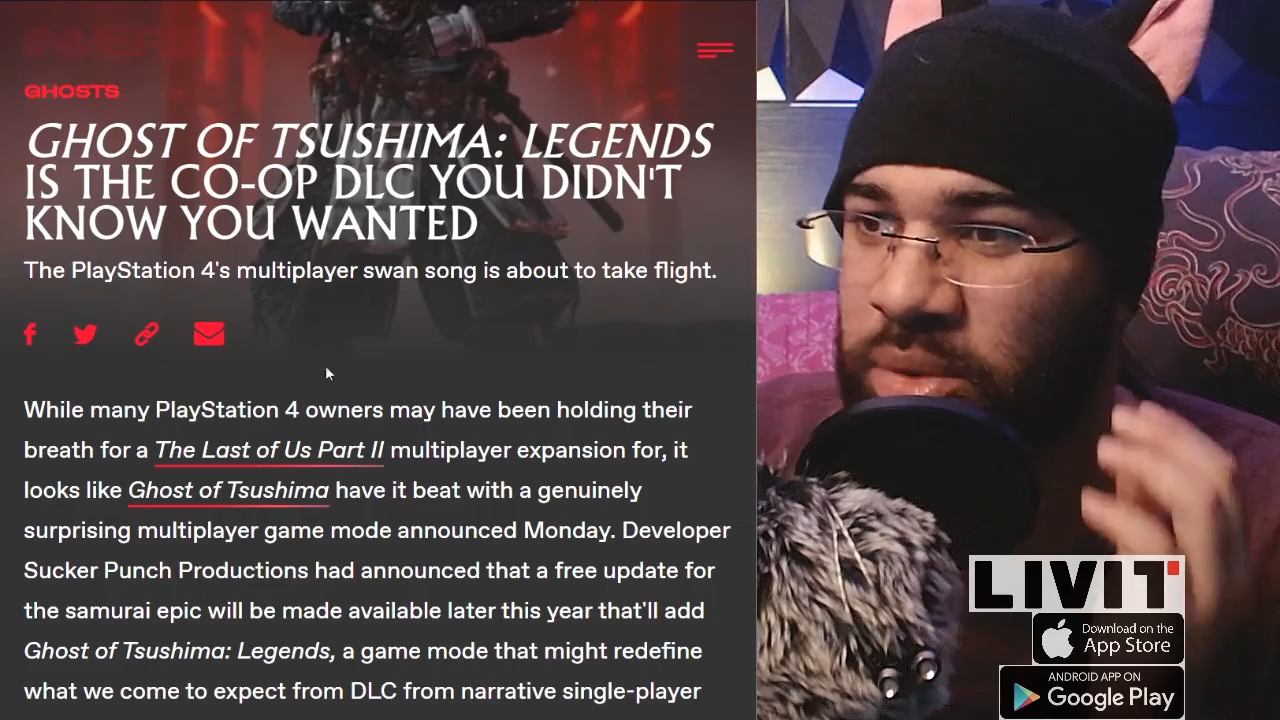 GHOSTS
GHOST OF TSUSHIMA: LEGENDS
IS THE CO-OP DLC YOU DIDN'T
KNOW YOU WANTED
The PlayStation 4's multiplayer swan song is about to take flight.
While many PlayStation 4 owners may have been holding their
breath for a The Last of Us Part II multiplayer expansion for, it
looks like Ghost of Tsushima have it beat with a genuinely
surprising multiplayer game mode announced Monday. Developer
Sucker Punch Productions had announced that a free update for
the samurai epic will be made available later this year that'll add
Ghost of Tsushima: Legends, a game mode that might redefine
what we come to expect from DLC from narrative single-player
LIVIT
Download on the
App Store
ANDROID APP ON
Google Play